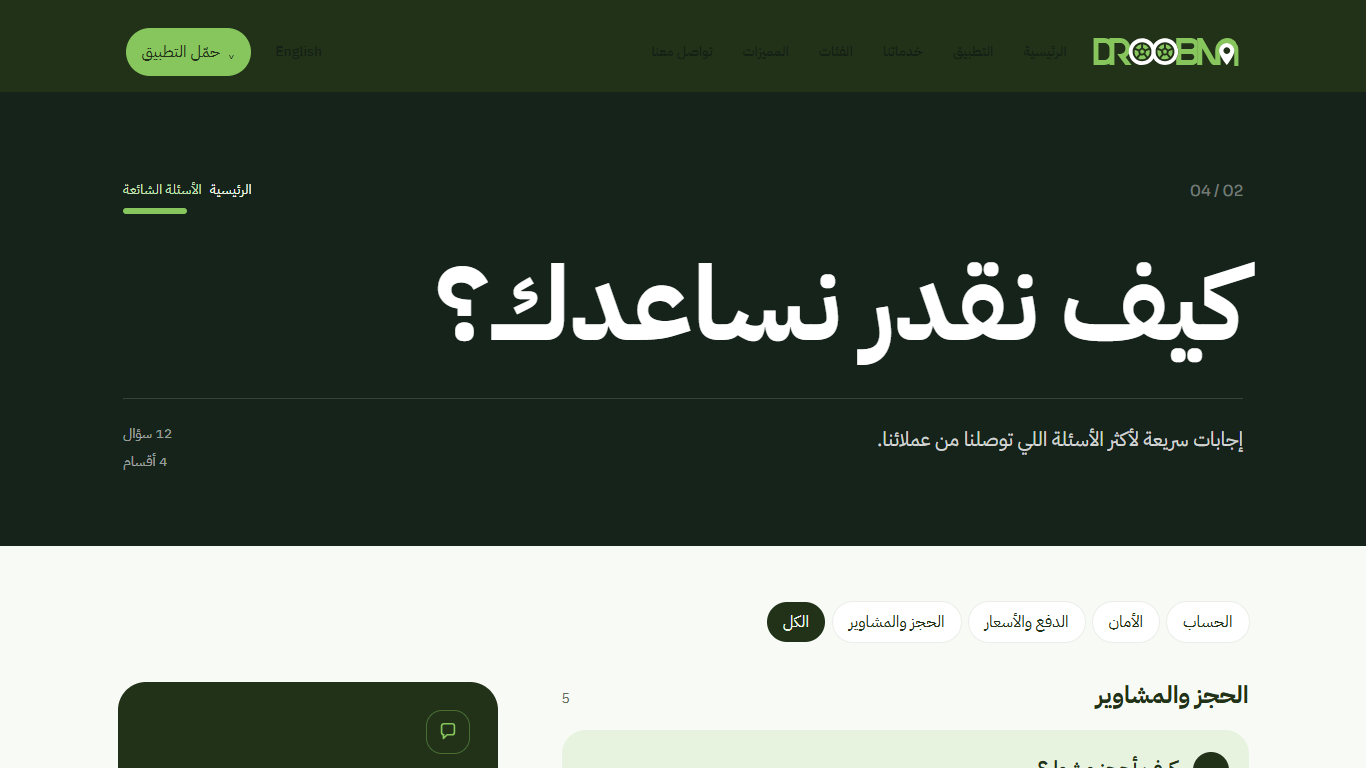 DROOBNA
الرئيسية
التطبيق
خدماتنا
الفئات
المميزات
تواصل معنا
English
حمّل التطبيق
04 / 02
الرئيسية الأسئلة الشائعة
كيف نقدر نساعدك؟
إجابات سريعة لأكثر الأسئلة اللي توصلنا من عملائنا.
12 سؤال
4 أقسام
الحساب
الأمان
الدفع والأسعار
الحجز والمشاوير
الكل
الحجز والمشاوير
5